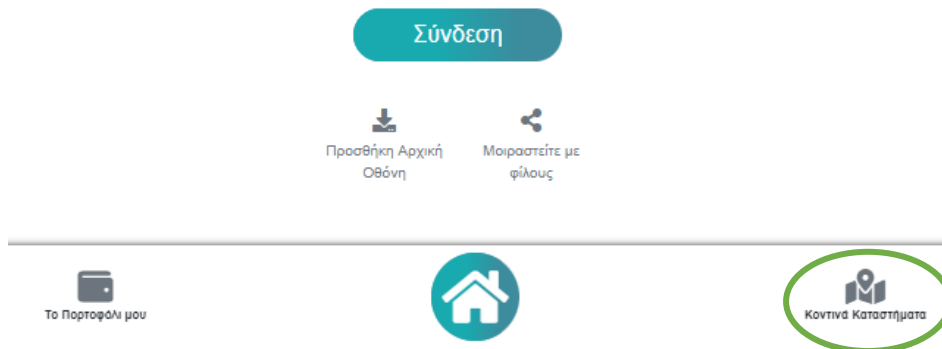 Σύνδεση
Προσθήκη Αρχική
Οθόνη
Μοιραστείτε με
φίλους
Το Πορτοφόλι μου
Κοντινά Καταστήματα